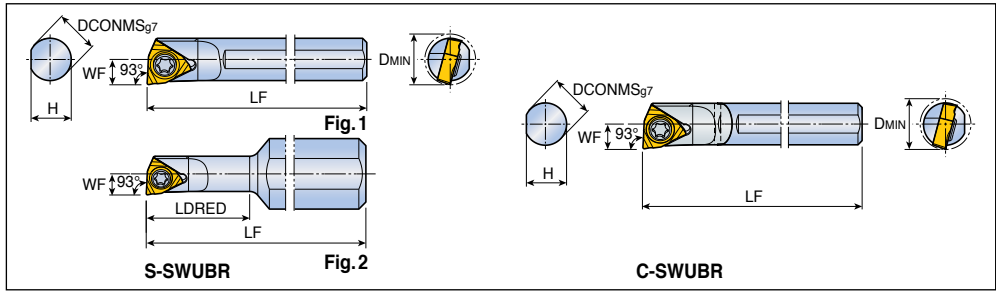 DCONMSg7
WF 93°
H
LF
DMIN
Fig.1
WF 93°
LDRED
LF
Fig.2
S-SWUBR
DCONMSg7
WF 93°
H
LF
DMIN
C-SWUBR